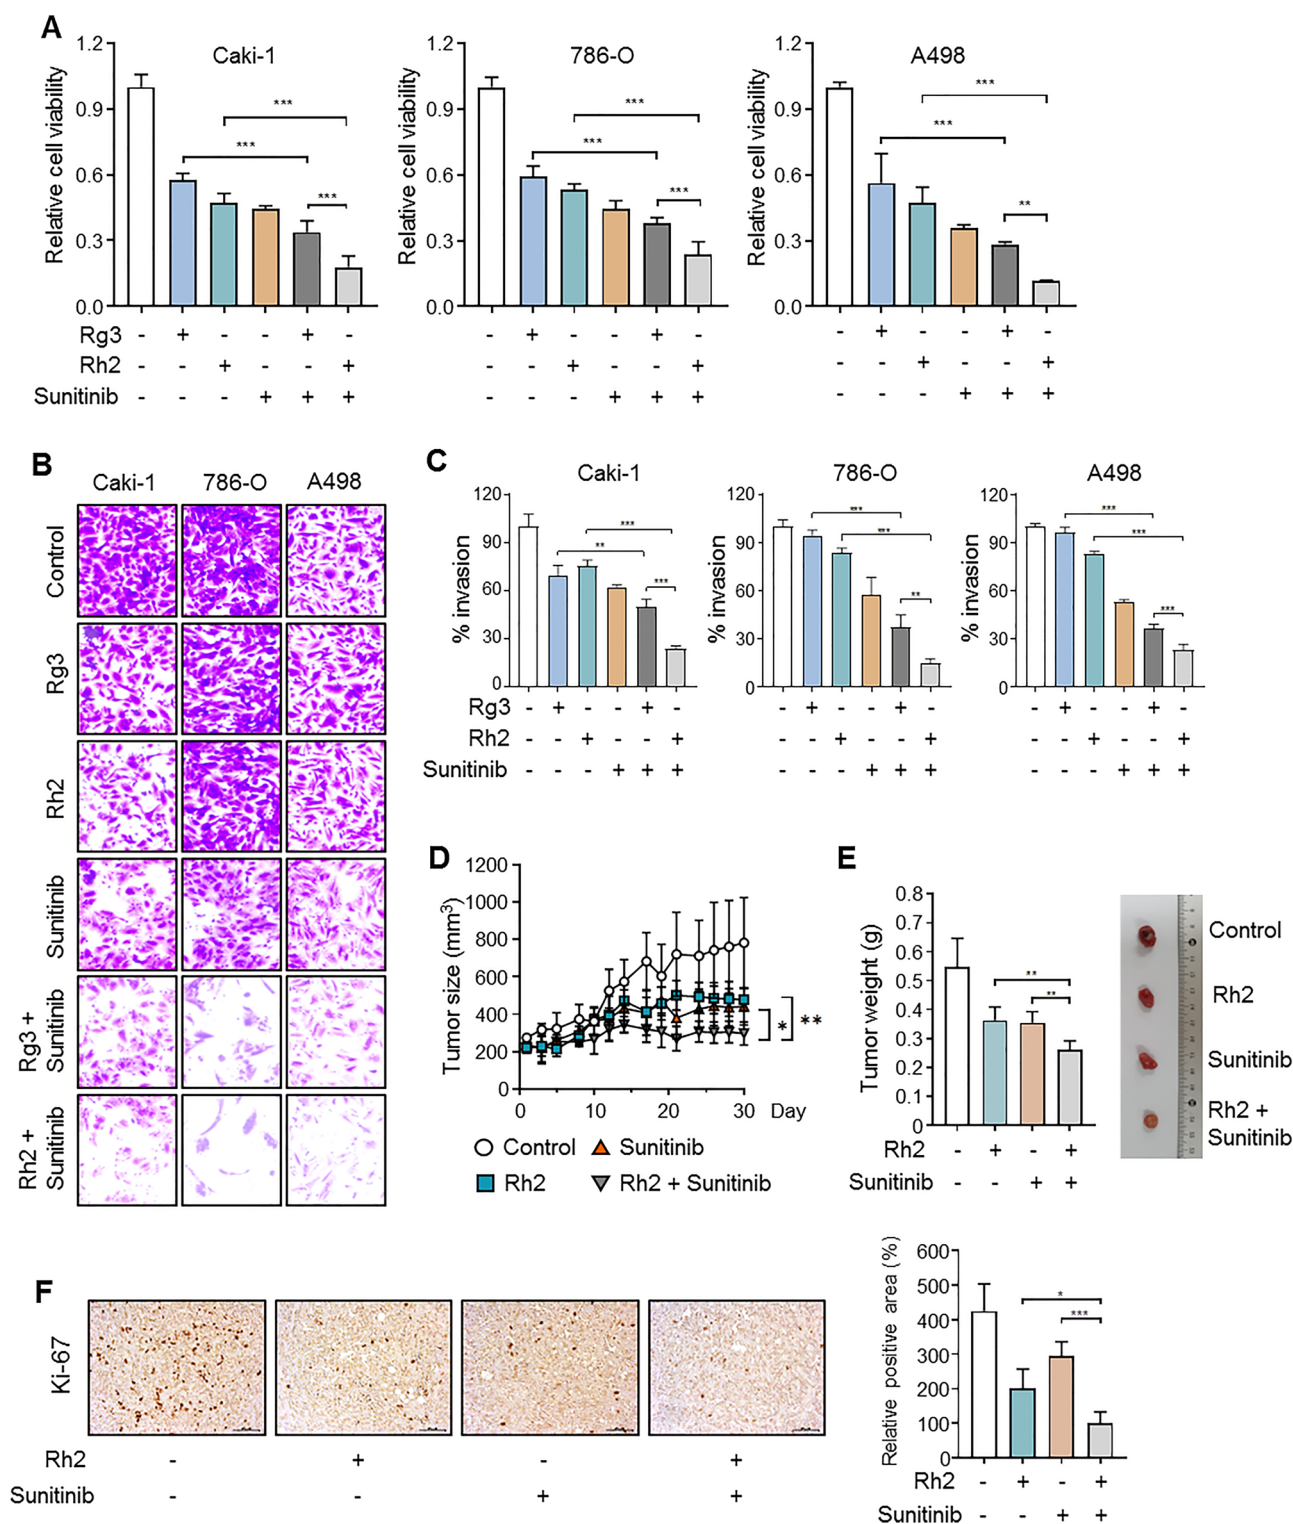 A
Caki-1
786-O
A498
Relative cell viability
1.2
0.9
0.6
0.3
0.0
***
***
***
Relative cell viability
1.2
0.9
0.6
0.3
0.0
***
***
***
Relative cell viability
1.2
0.9
0.6
0.3
0.0
***
***
**
Rg3 - + - - + - - + - - + - - + - - + -
Rh2 - - + - - + - - + - - + - - + - - +
Sunitinib - - - + + + - - - + + + - - - + + +
B
Caki-1 786-O A498
Control
Rg3
Rh2
Sunitinib
Rg3 +
Sunitinib
Rh2 +
Sunitinib
C
Caki-1
786-O
A498
% invasion
120
90
60
30
0
***
**
***
% invasion
120
90
60
30
0
***
***
**
% invasion
120
90
60
30
0
***
***
***
Rg3 - + - - + - - + - - + - - + - - + -
Rh2 - - + - - + - - + - - + - - + - - +
Sunitinib - - - + + + - - - + + + - - - + + +
D
Tumor size (mm3)
1200
1000
800
600
400
200
0
0 10 20 30 Day
* **
Control Sunitinib
Rh2 Rh2 + Sunitinib
E
Tumor weight (g)
0.8
0.7
0.6
0.5
0.4
0.3
0.2
0.1
0
**
**
Rh2 - + - +
Sunitinib - - + +
Control
Rh2
Sunitinib
Rh2 +
Sunitinib
F
Ki-67
Rh2 - + - +
Sunitinib - - + +
Relative positive area (%)
600
500
400
300
200
100
0
*
***
Rh2 - + - +
Sunitinib - - + +